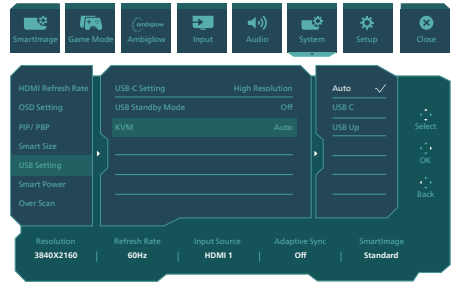 ambiglow
SmartImage Game Mode Ambiglow Input Audio System Setup Close
HDMI Refresh Rate USB-C Setting High Resolution Auto
OSD Setting USB Standby Mode Off USB C
PIP/ PBP KVM Auto USB Up
Select
Smart Size
OK
USB Setting
Smart Power
Back
Over Scan
Resolution Refresh Rate Input Source Adaptive Sync SmartImage
3840X2160 | 60Hz | HDMI 1 | Off | Standard